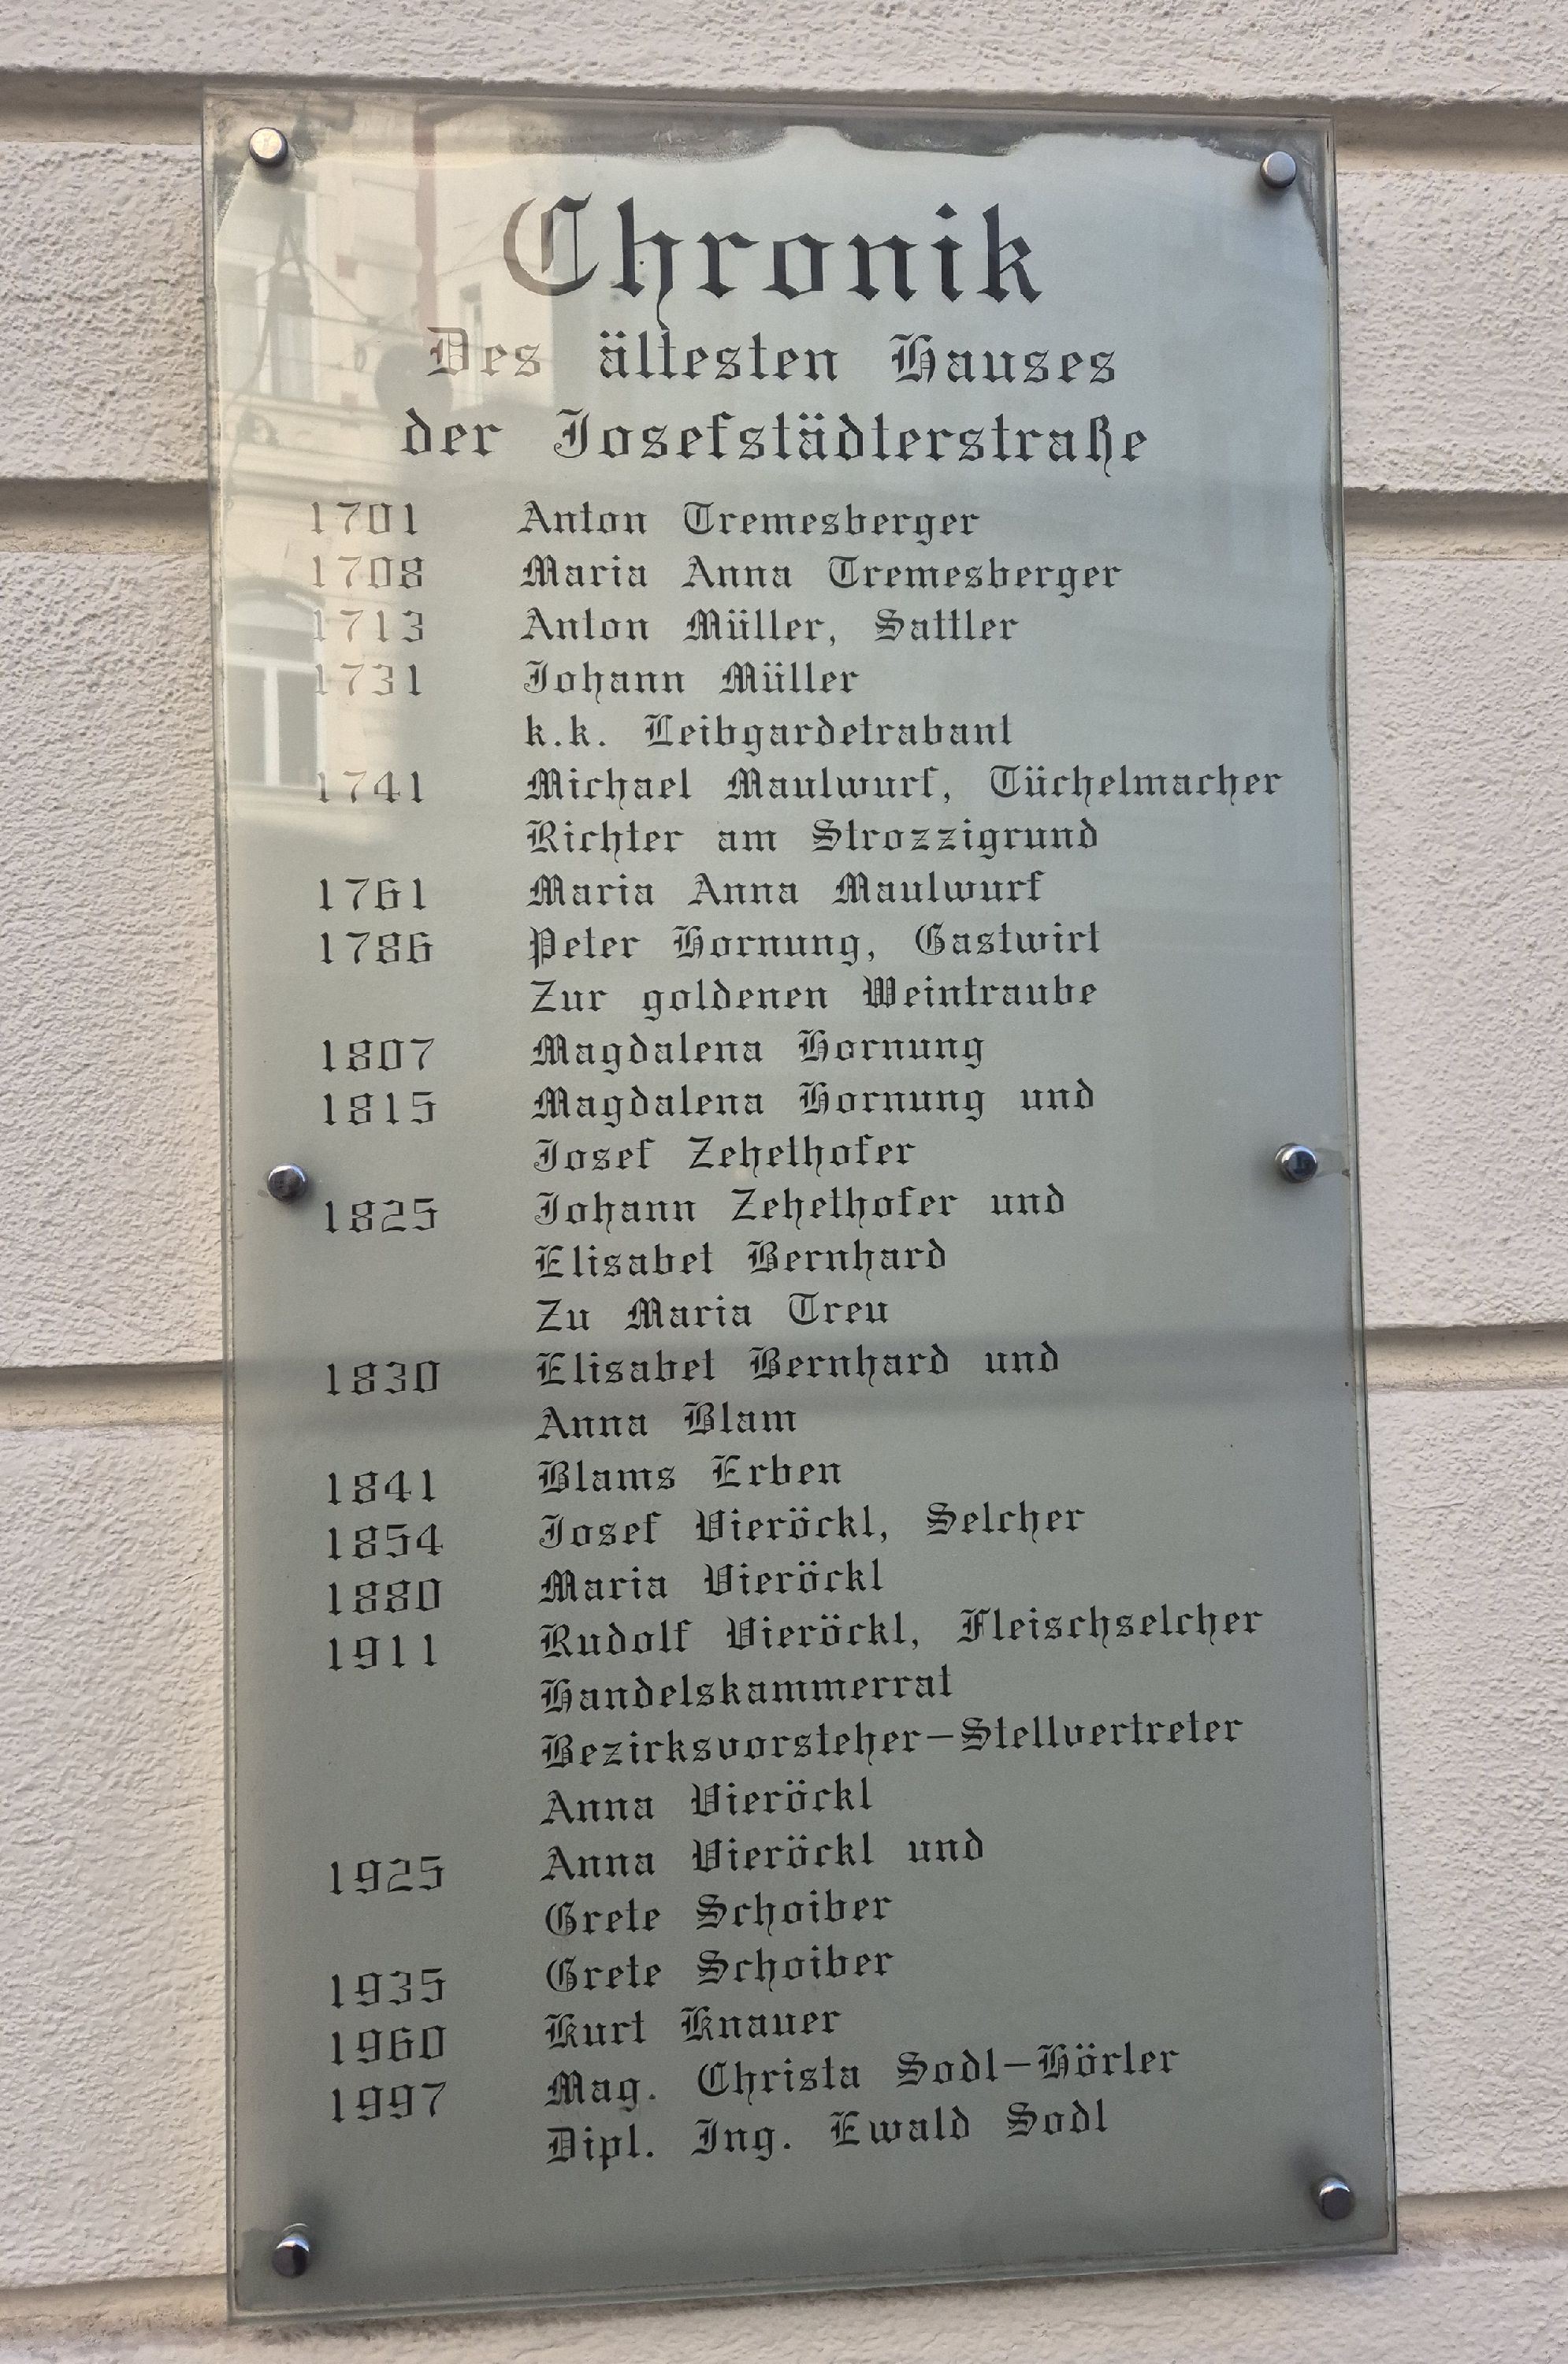 Chronik
Des ältesten Hauses
der Josefstädterstraße
1701 Anton Tremesberger
1708 Maria Anna Tremesberger
1713 Anton Müller, Sattler
1731 Johann Müller
k.k. Leibgardetrabant
1741 Michael Maulwurf, Tüchelmacher
Richter am Strozzigrund
1761 Maria Anna Maulwurf
1786 Peter Hornung, Gastwirt
Zur goldenen Weintraube
1807 Magdalena Hornung
1815 Magdalena Hornung und
Josef Zehethofer
1825 Johann Zehethofer und
Elisabet Bernhard
Zu Maria Treu
1830 Elisabet Bernhard und
Anna Blam
1841 Blams Erben
1854 Josef Vieröckl, Selcher
1880 Maria Vieröckl
1911 Rudolf Vieröckl, Fleischselcher
Handelskammerrat
Bezirksvorsteher-Stellvertreter
Anna Vieröckl
1925 Anna Vieröckl und
Grete Schoiber
1935 Grete Schoiber
1960 Kurt Knauer
1997 Mag. Christa Sodl-Hörler
Dipl. Ing. Ewald Sodl